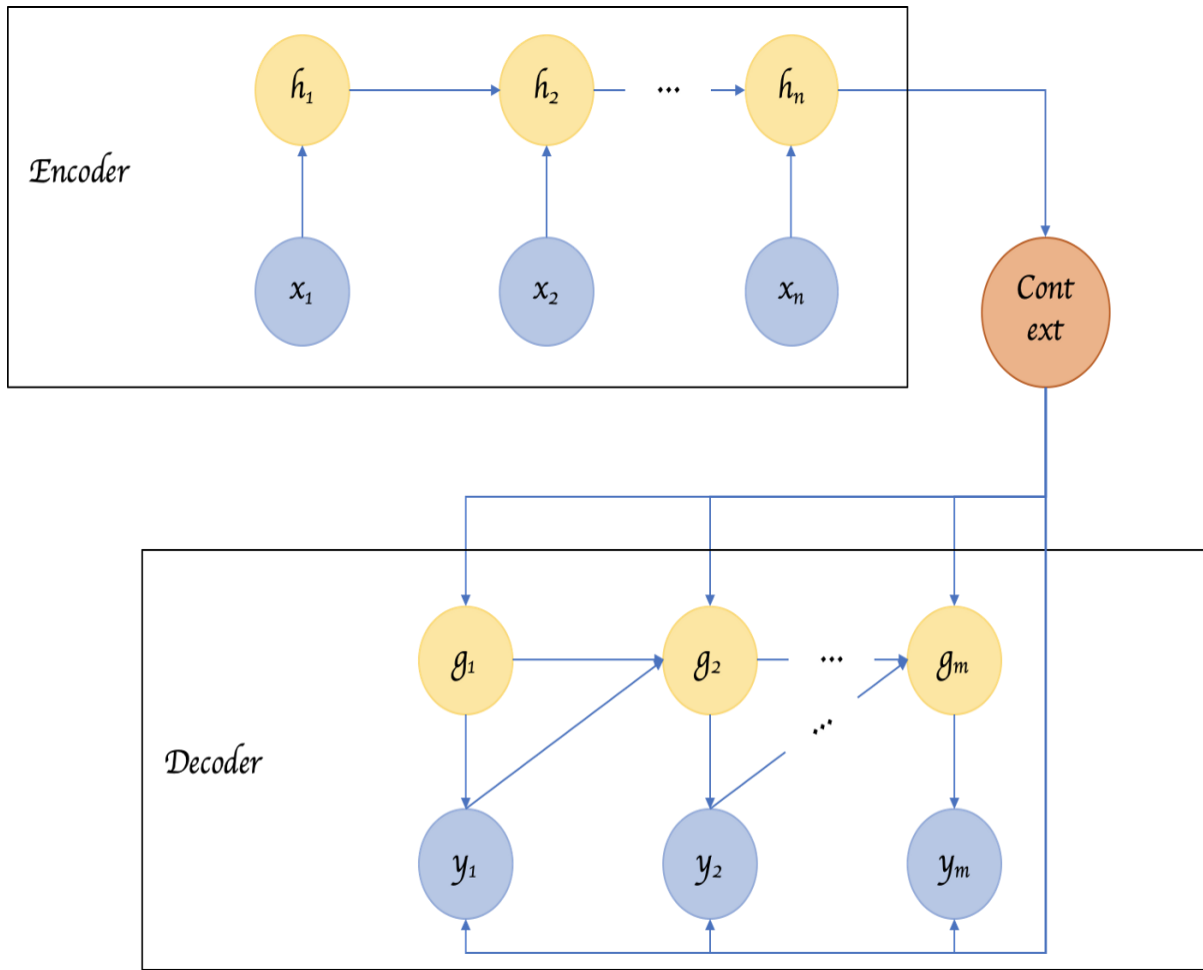 h₁ h₂ ... hₙ
Encoder
x₁ x₂ xₙ
Cont
ext
g₁ g₂ ... gₘ
...
Decoder
y₁ y₂ yₘ